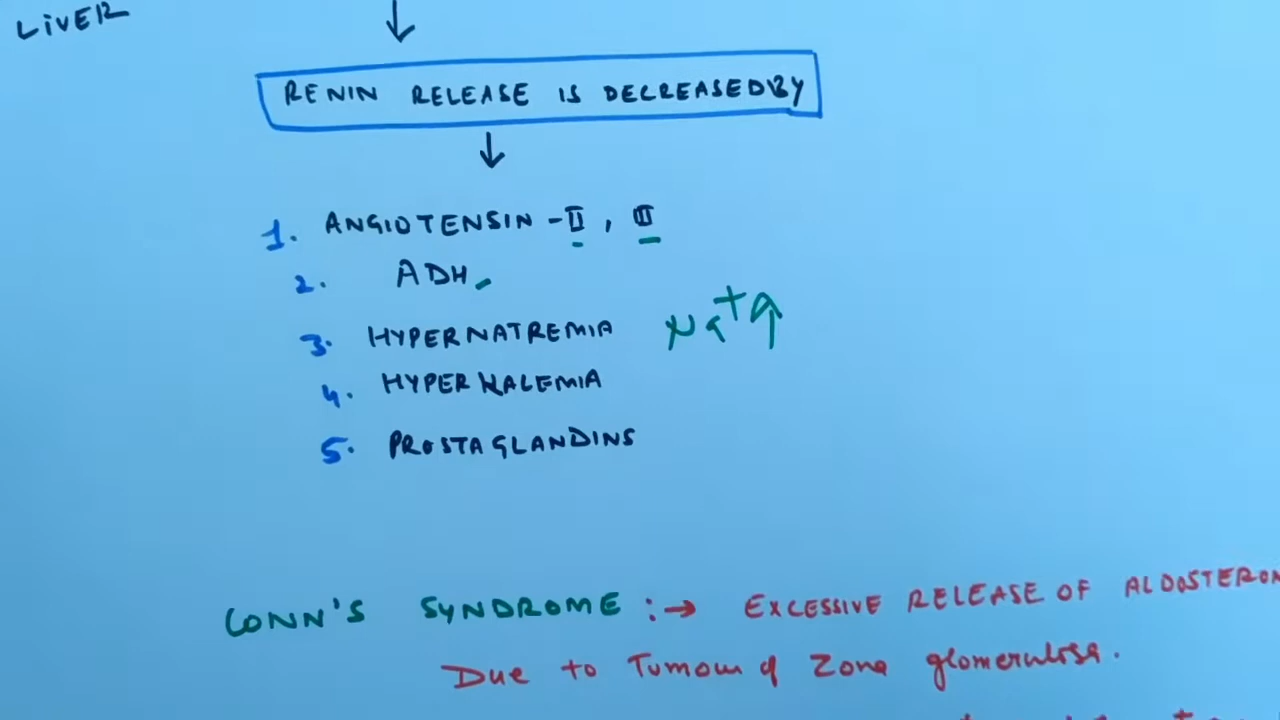 LIVER
RENIN RELEASE IS DECREASED BY
1. ANGIOTENSIN - II, III
2. ADH
3. HYPERNATREMIA Na+ ↑
4. HYPERKALEMIA
5. PROSTAGLANDINS
CONN'S SYNDROME :→ EXCESSIVE RELEASE OF ALDOSTERON
Due to Tumour of Zona glomerulosa.